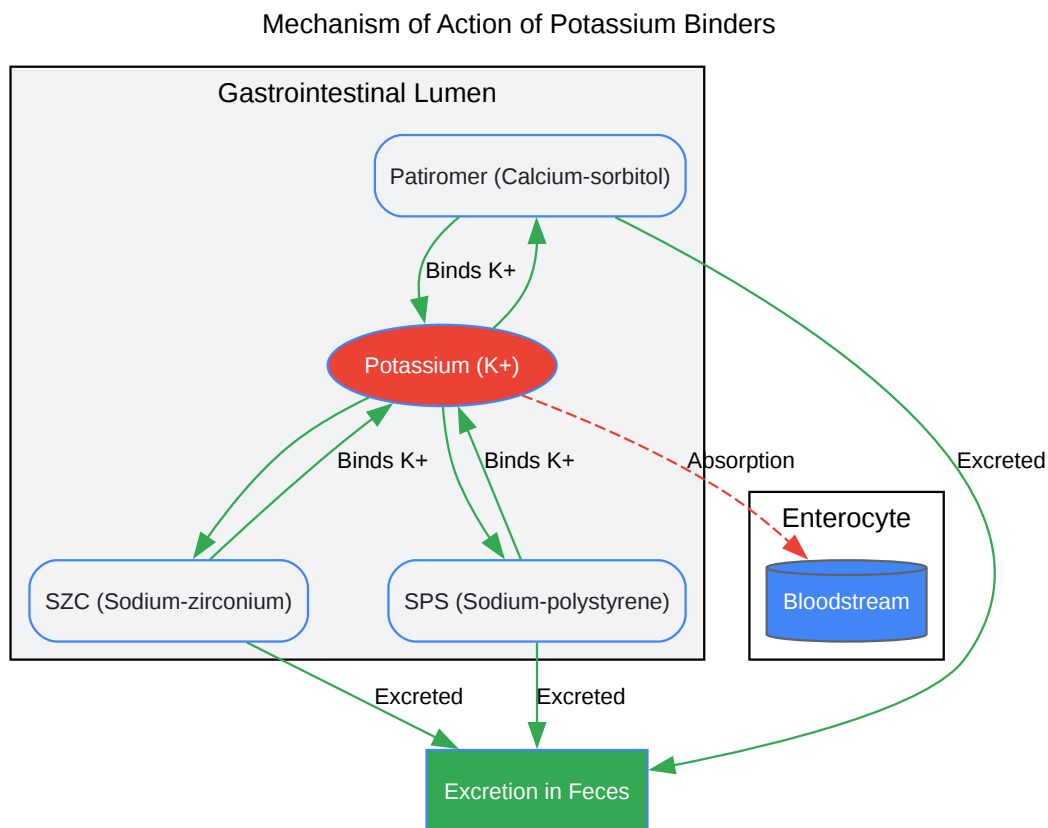 Mechanism of Action of Potassium Binders
Gastrointestinal Lumen
Patiromer (Calcium-sorbitol)
Binds K+
Potassium (K+)
Binds K+
Binds K+
Absorption
Excreted
Enterocyte
SZC (Sodium-zirconium)
SPS (Sodium-polystyrene)
Bloodstream
Excreted
Excreted
Excretion in Feces